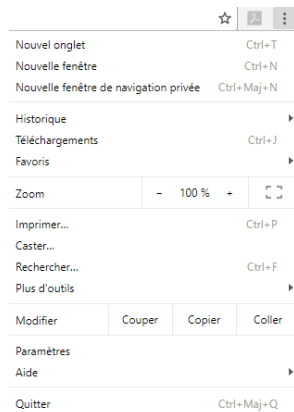 Nouvel onglet Ctrl+T
Nouvelle fenêtre Ctrl+N
Nouvelle fenêtre de navigation privée Ctrl+Maj+N
Historique
Téléchargements Ctrl+J
Favoris
Zoom - 100 % +
Imprimer... Ctrl+P
Caster...
Rechercher... Ctrl+F
Plus d'outils
Modifier Couper Copier Coller
Paramètres
Aide
Quitter Ctrl+Maj+Q